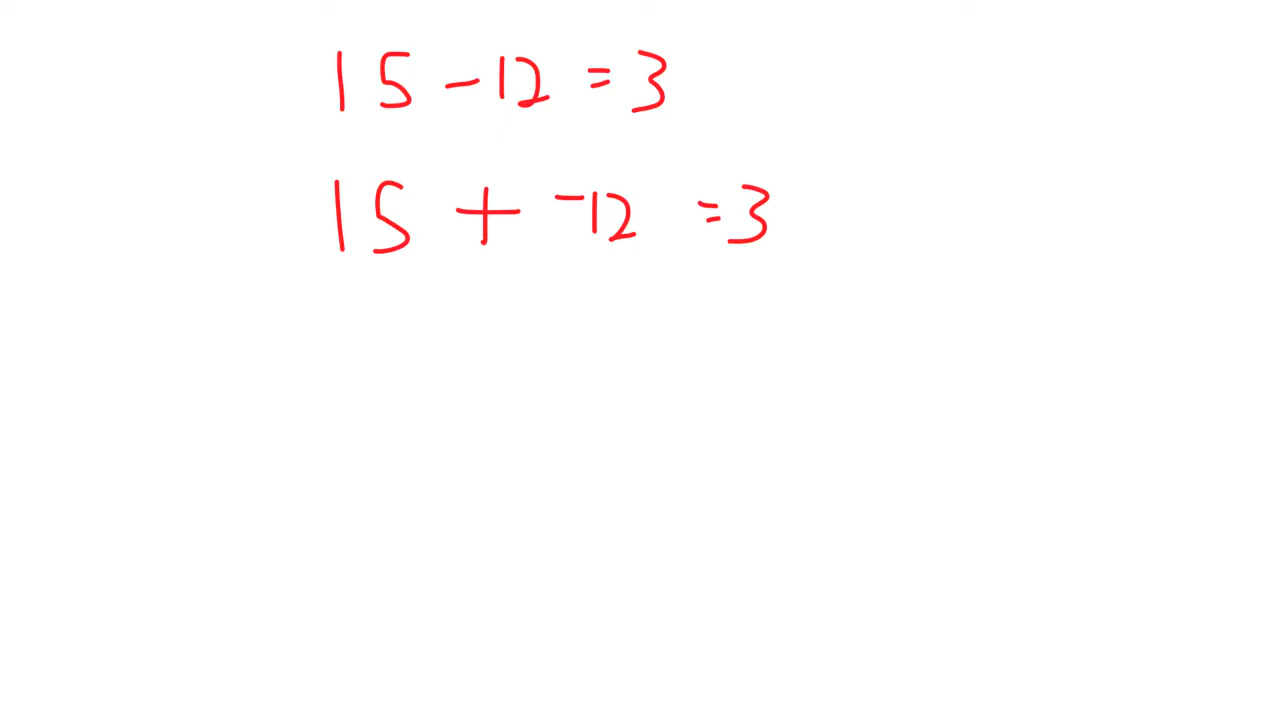 15 - 12 = 3
15 + -12 = 3